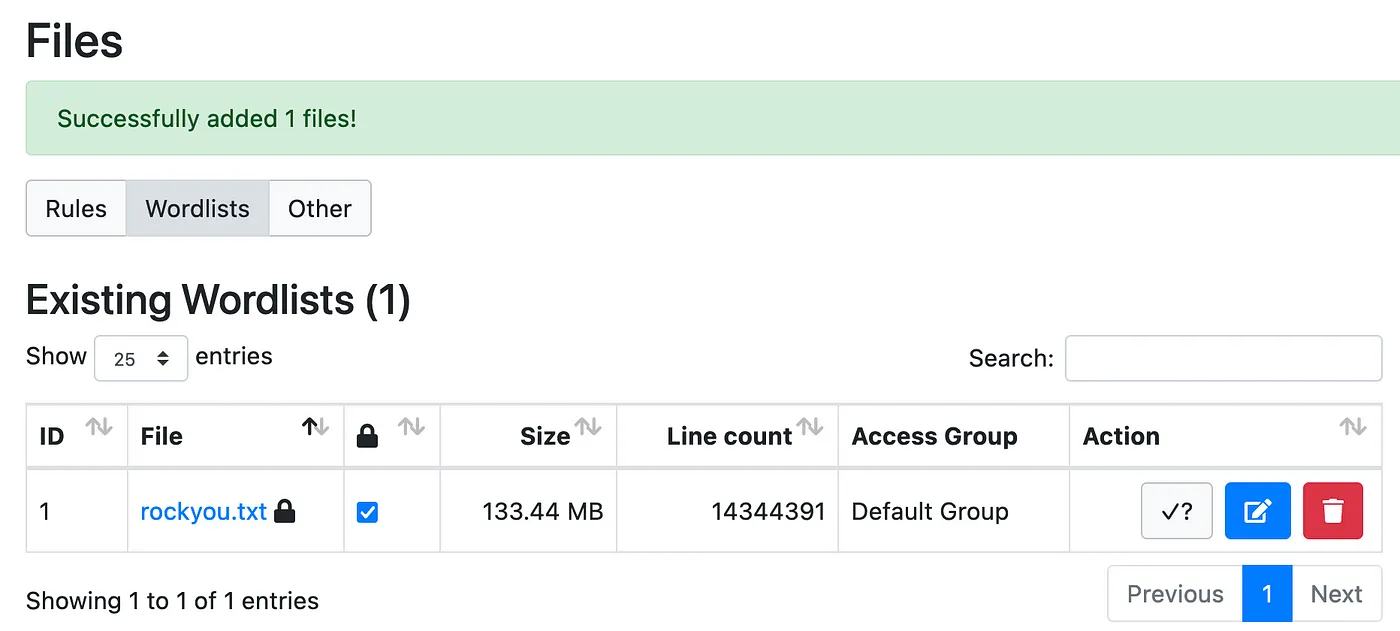 Files
Successfully added 1 files!
Rules Wordlists Other
Existing Wordlists (1)
Show 25 entries Search:
ID File Size Line count Access Group Action
1 rockyou.txt 133.44 MB 14344391 Default Group ✓?
Showing 1 to 1 of 1 entries Previous 1 Next